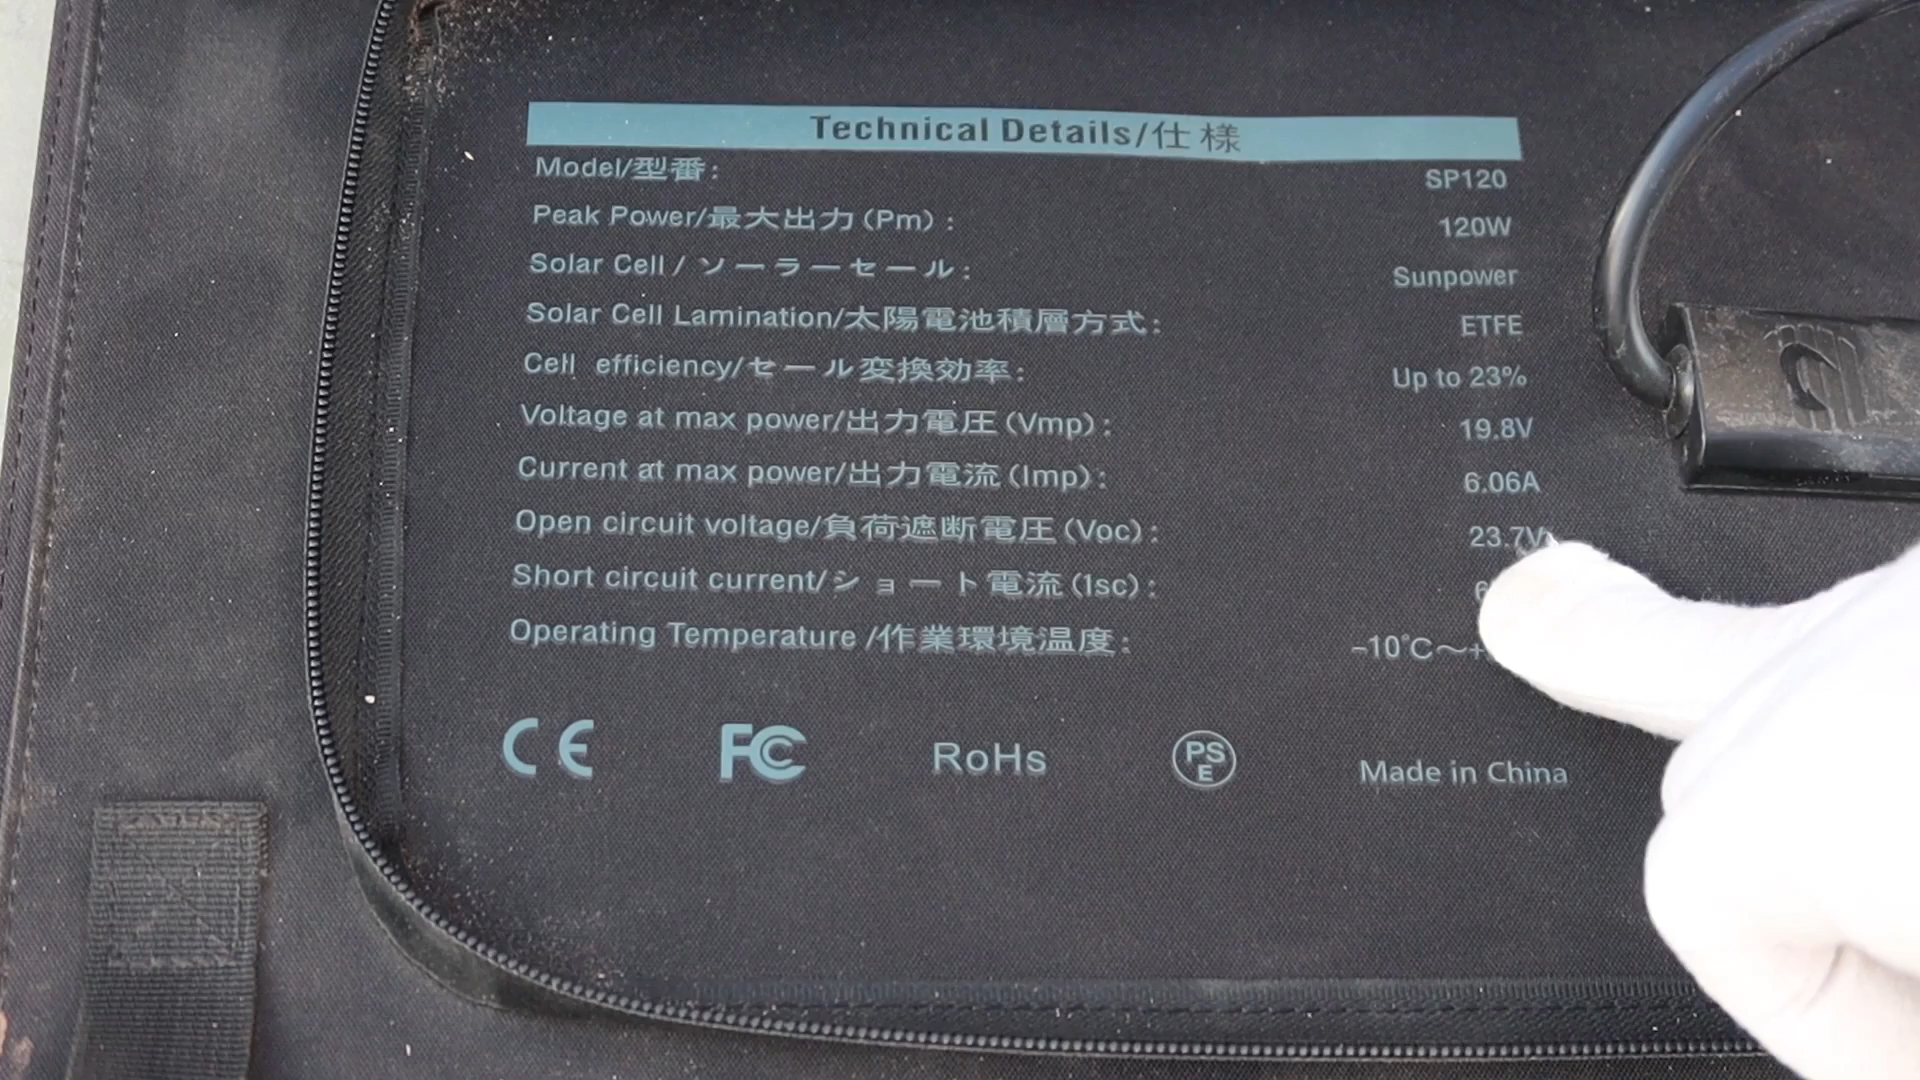 Technical Details/仕様
Model/型番: SP120
Peak Power/最大出力(Pm): 120W
Solar Cell/ソーラーセール: Sunpower
Solar Cell Lamination/太陽電池積層方式: ETFE
Cell efficiency/セール変換効率: Up to 23%
Voltage at max power/出力電圧(Vmp): 19.8V
Current at max power/出力電流(Imp): 6.06A
Open circuit voltage/負荷遮断電圧(Voc): 23.7V
Short circuit current/ショート電流(Isc):
Operating Temperature/作業環境温度: -10°C～+
CE FC RoHs PSE Made in China